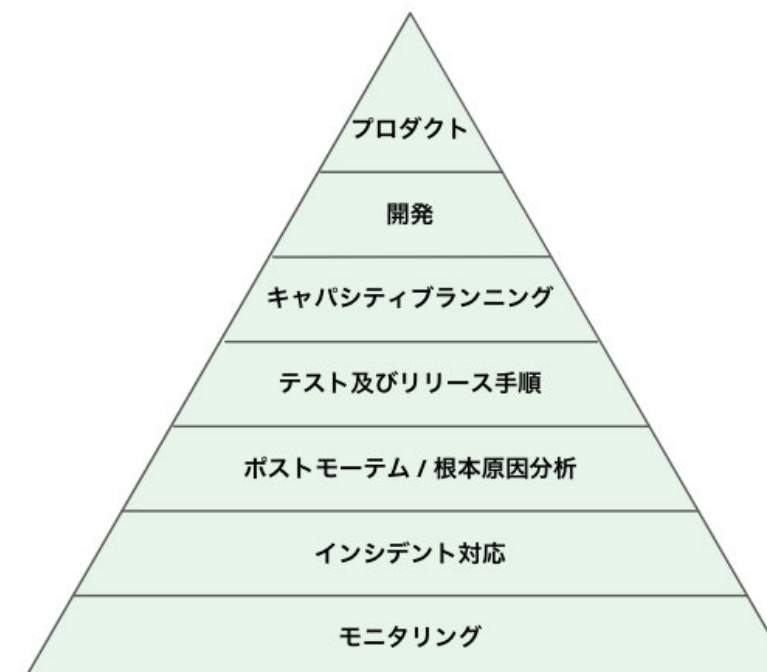 プロダクト
開発
キャパシティブランニング
テスト及びリリース手順
ポストモーテム / 根本原因分析
インシデント対応
モニタリング